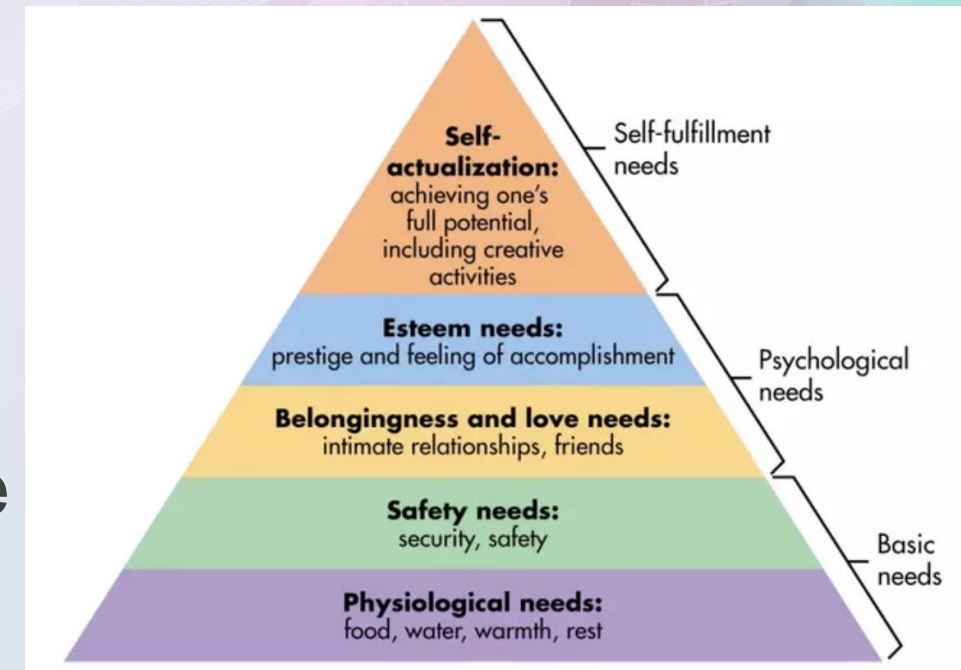 Self-
actualization:
achieving one's
full potential,
including creative
activities
Self-fulfillment
needs
Esteem needs:
prestige and feeling of accomplishment
Psychological
needs
Belongingness and love needs:
intimate relationships, friends
Safety needs:
security, safety
Basic
needs
Physiological needs:
food, water, warmth, rest